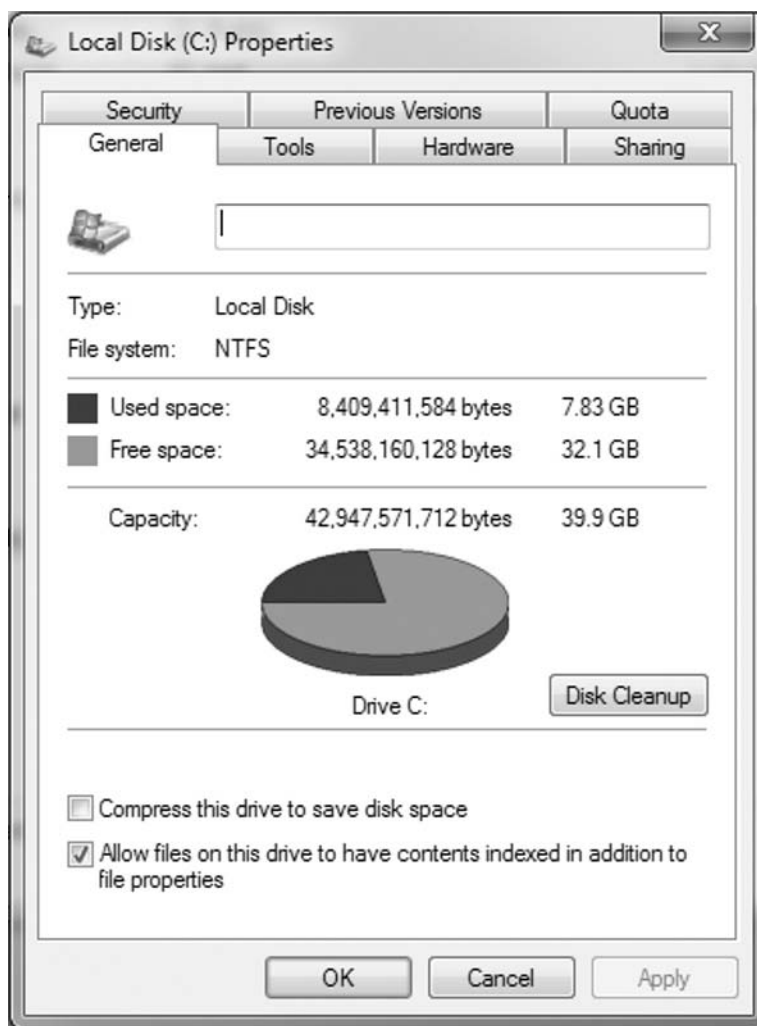 Local Disk (C:) Properties
Security Previous Versions Quota
General Tools Hardware Sharing
Type: Local Disk
File system: NTFS
Used space: 8,409,411,584 bytes 7.83 GB
Free space: 34,538,160,128 bytes 32.1 GB
Capacity: 42,947,571,712 bytes 39.9 GB
Drive C:
Disk Cleanup
Compress this drive to save disk space
Allow files on this drive to have contents indexed in addition to
file properties
OK Cancel Apply